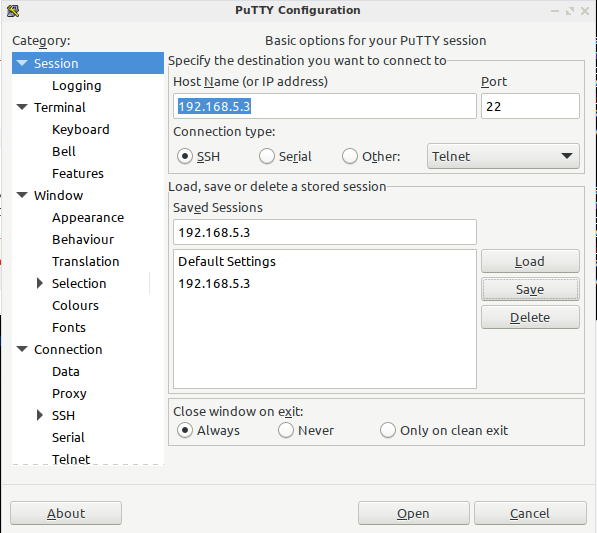 PuTTY Configuration
Category:
Session
Logging
Terminal
Keyboard
Bell
Features
Window
Appearance
Behaviour
Translation
Selection
Colours
Fonts
Connection
Data
Proxy
SSH
Serial
Telnet
Basic options for your PuTTY session
Specify the destination you want to connect to
Host Name (or IP address) Port
192.168.5.3 22
Connection type:
SSH Serial Other: Telnet
Load, save or delete a stored session
Saved Sessions
192.168.5.3
Default Settings
192.168.5.3
Load
Save
Delete
Close window on exit:
Always Never Only on clean exit
About Open Cancel